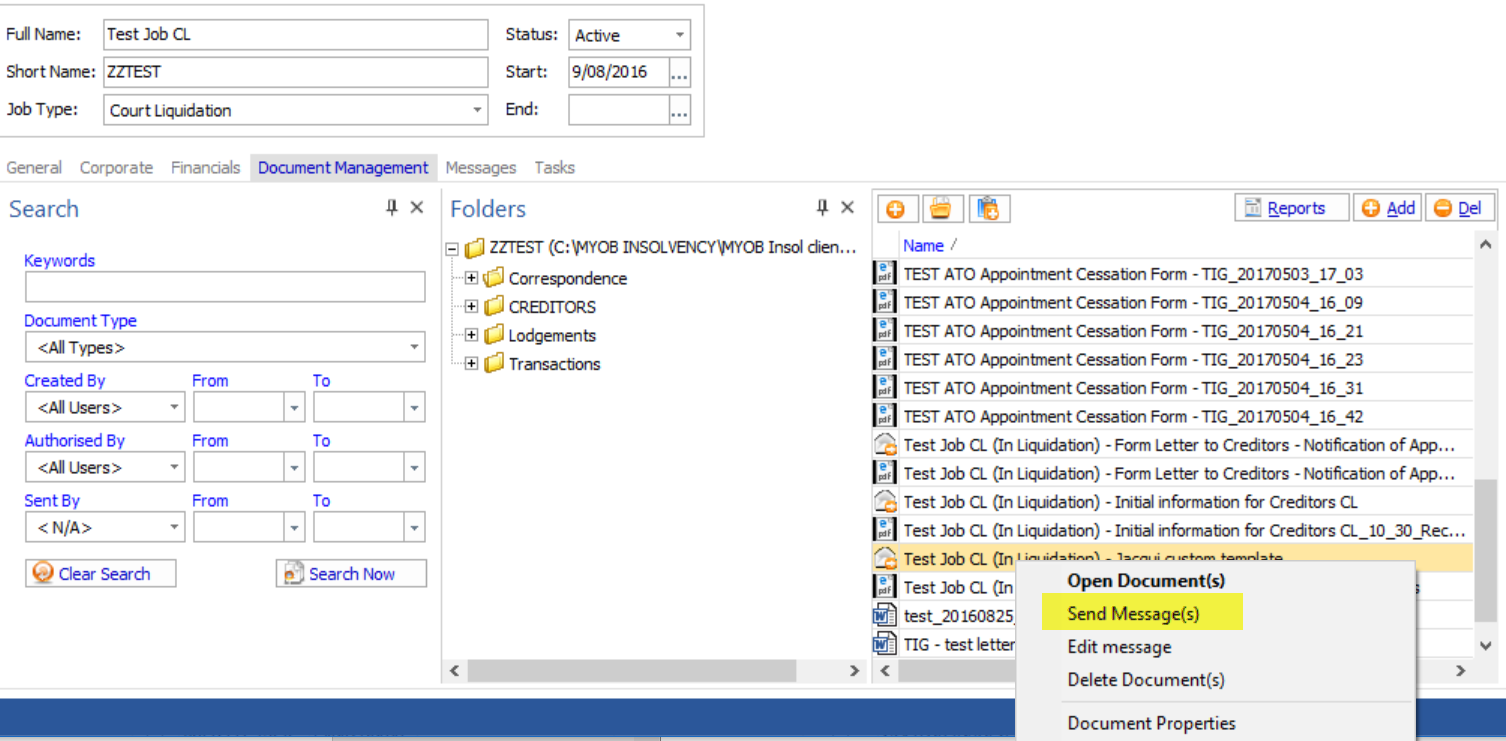 Full Name: Test Job CL Status: Active
Short Name: ZZTEST Start: 9/08/2016 ...
Job Type: Court Liquidation End: ...
General Corporate Financials Document Management Messages Tasks
Search
Keywords
Document Type
<All Types>
Created By From To
<All Users>
Authorised By From To
<All Users>
Sent By From To
< N/A>
Clear Search Search Now
Folders
ZZTEST (C:\MYOB INSOLVENCY\MYOB Insol clien...
Correspondence
CREDITORS
Lodgements
Transactions
Reports Add Del
Name /
TEST ATO Appointment Cessation Form - TIG_20170503_17_03
TEST ATO Appointment Cessation Form - TIG_20170504_16_09
TEST ATO Appointment Cessation Form - TIG_20170504_16_21
TEST ATO Appointment Cessation Form - TIG_20170504_16_23
TEST ATO Appointment Cessation Form - TIG_20170504_16_31
TEST ATO Appointment Cessation Form - TIG_20170504_16_42
Test Job CL (In Liquidation) - Form Letter to Creditors - Notification of App...
Test Job CL (In Liquidation) - Form Letter to Creditors - Notification of App...
Test Job CL (In Liquidation) - Initial information for Creditors CL
Test Job CL (In Liquidation) - Initial information for Creditors CL_10_30_Rec...
Test Job CL (In Liquidation) - Jacqui custom template
Test Job CL (In
test_20160825
TIG - test letter
Open Document(s)
Send Message(s)
Edit message
Delete Document(s)
Document Properties